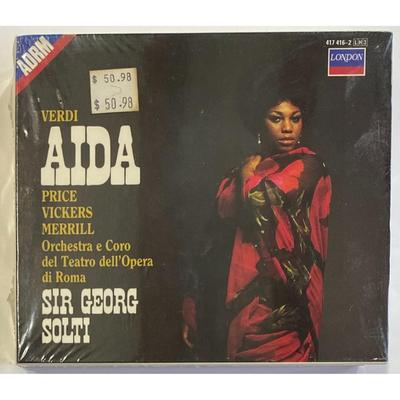 ADRM
$ 50.98
$ 50.98
417 416-2 LH3
LONDON
VERDI
AIDA
PRICE
VICKERS
MERRILL
Orchestra e Coro
del Teatro dell'Opera
di Roma
SIR GEORG
SOLTI